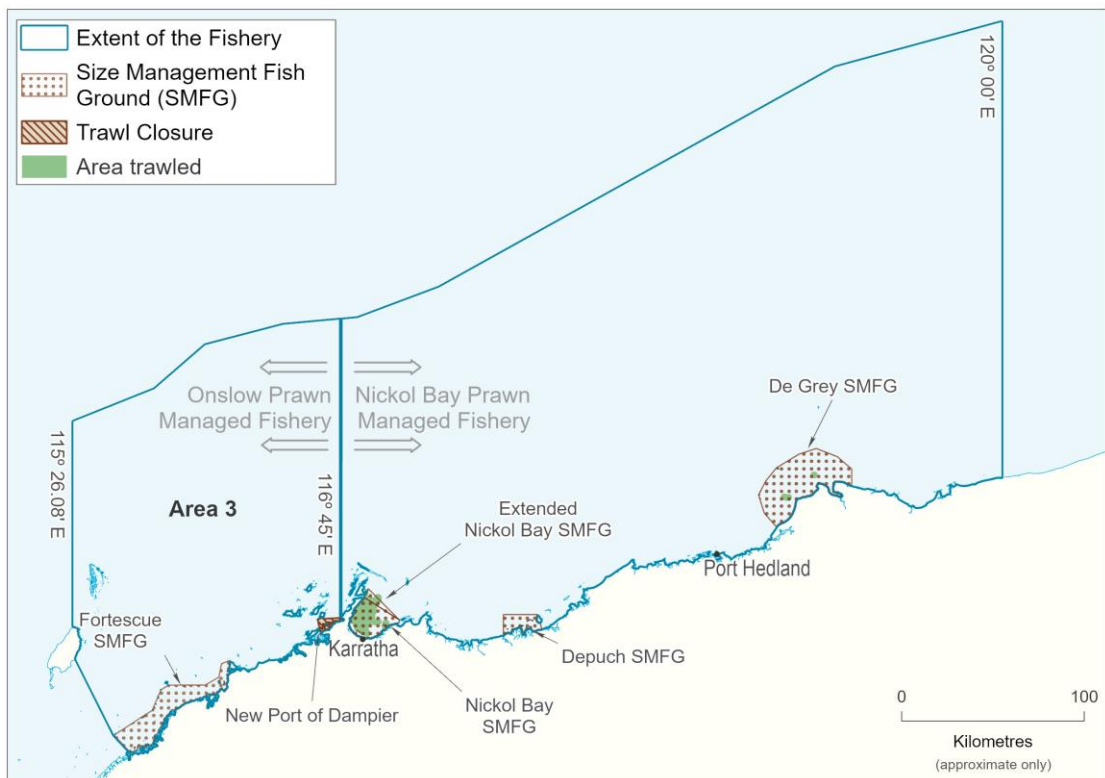 Extent of the Fishery
Size Management Fish
Ground (SMFG)
Trawl Closure
Area trawled
120° 00' E
Onslow Prawn
Managed Fishery
Nickol Bay Prawn
Managed Fishery
De Grey SMFG
115° 26.08' E
116° 45' E
Area 3
Extended
Nickol Bay SMFG
Port Hedland
Fortescue
SMFG
Karratha
Depuch SMFG
New Port of Dampier
Nickol Bay
SMFG
0
100
Kilometres
(approximate only)